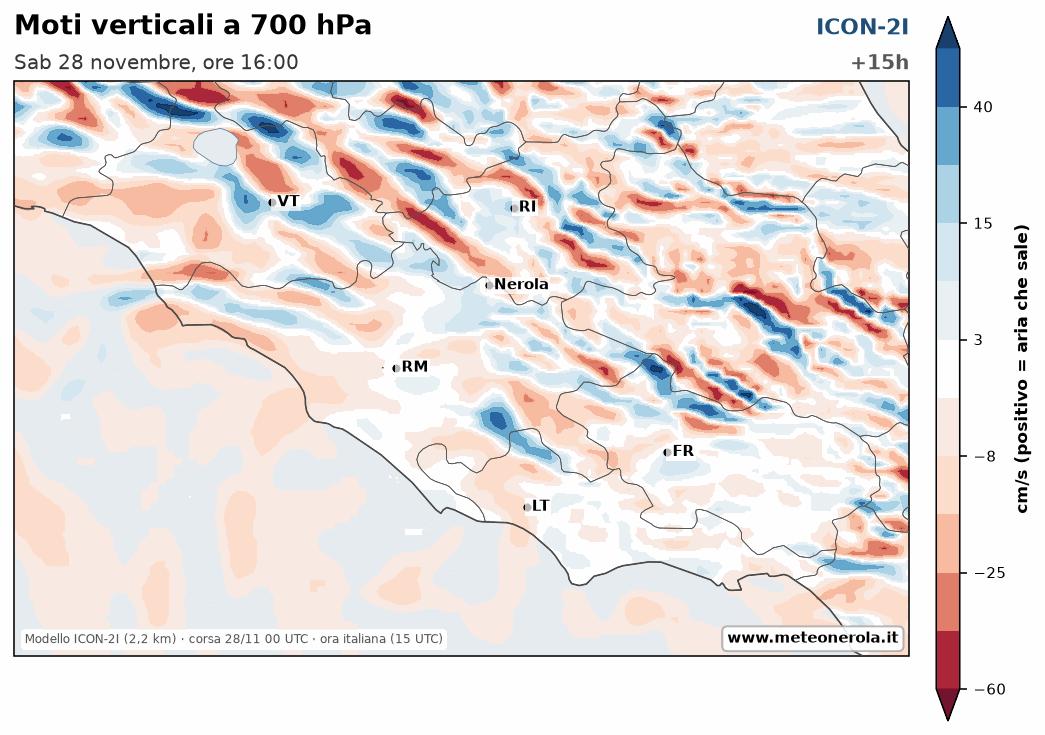 Moti verticali a 700 hPa
ICON-2I
Sab 28 novembre, ore 16:00
+15h
40
15
3
−8
−25
−60
cm/s (positivo = aria che sale)
VT
RI
Nerola
RM
FR
LT
Modello ICON-2I (2,2 km) · corsa 28/11 00 UTC · ora italiana (15 UTC)
www.meteonerola.it